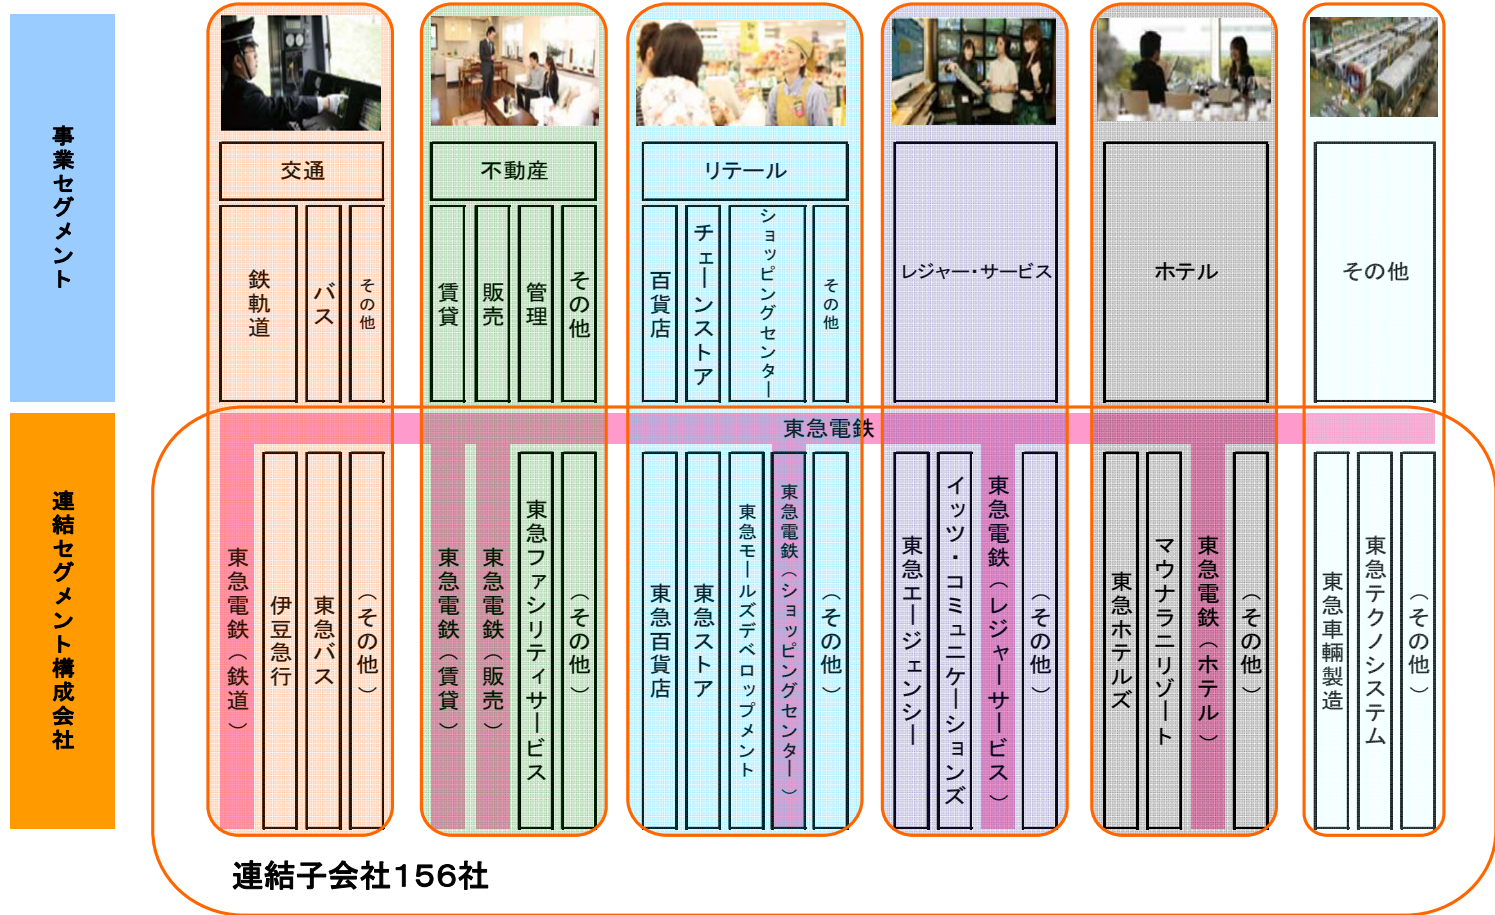 事業セグメント
交通
不動産
リテール
レジャー・サービス
ホテル
その他
鉄軌道
バス
その他
賃貸
販売
管理
その他
百貨店
チェーンストア
ショッピングセンター
その他
連結セグメント構成会社
東急電鉄
東急電鉄（鉄道）
伊豆急行
東急バス
（その他）
東急電鉄（賃貸）
東急電鉄（販売）
東急ファシリティサービス
（その他）
東急百貨店
東急ストア
東急モールズデベロップメント
東急電鉄（ショッピングセンター）
（その他）
東急エージェンシー
イッツ・コミュニケーションズ
東急電鉄（レジャーサービス）
（その他）
東急ホテルズ
マウナラニリゾート
東急電鉄（ホテル）
（その他）
東急車輛製造
東急テクノシステム
（その他）
連結子会社156社